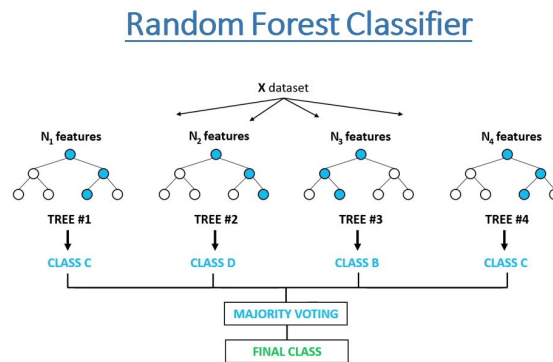 Random Forest Classifier
X dataset
N₁ features N₂ features N₃ features N₄ features
TREE #1 TREE #2 TREE #3 TREE #4
CLASS C CLASS D CLASS B CLASS C
MAJORITY VOTING
FINAL CLASS